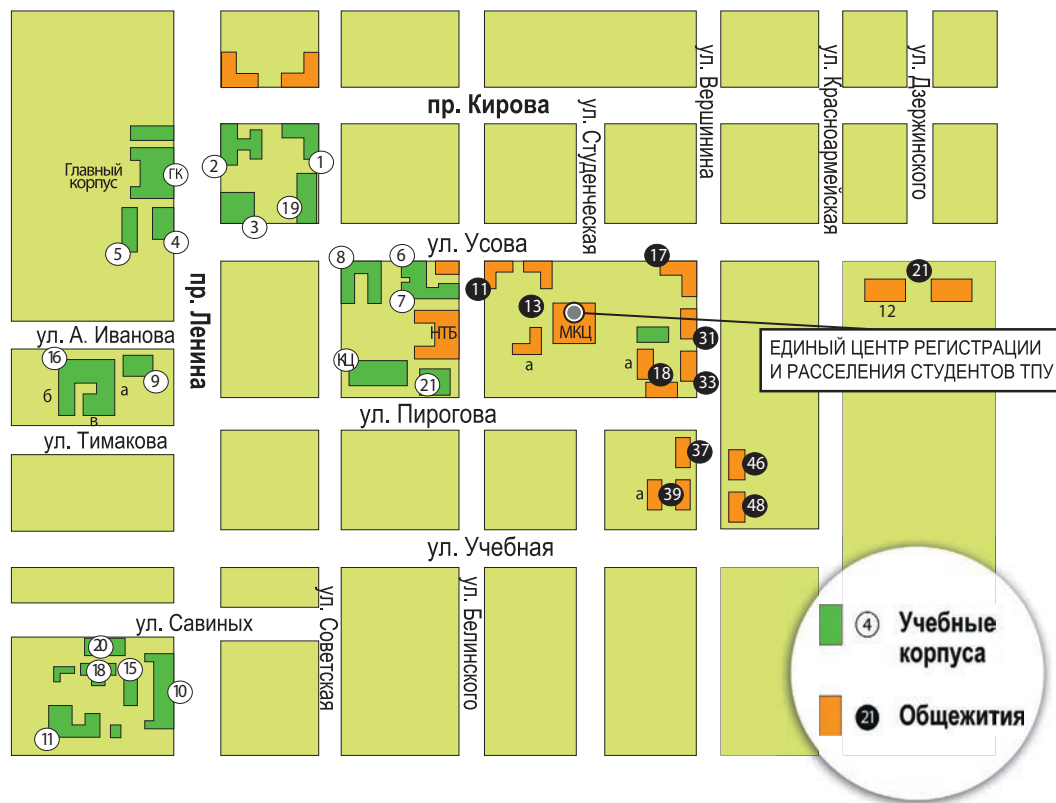 пр. Кирова
ул. Вершинина
ул. Красноармейская
ул. Дзержинского
ул. Студенческая
Главный
корпус
ГК
2
1
19
3
4
5
ул. Усова
пр. Ленина
8
6
7
11
13
17
21
12
НТБ
МКЦ
31
КЦ
21
а
а
18
33
ЕДИНЫЙ ЦЕНТР РЕГИСТРАЦИИ
И РАССЕЛЕНИЯ СТУДЕНТОВ ТПУ
ул. А. Иванова
16
9
а
б
в
ул. Пирогова
ул. Тимакова
37
а
39
46
48
ул. Учебная
ул. Савиных
ул. Советская
ул. Белинского
20
18
15
10
11
4
Учебные
корпуса
21
Общежития